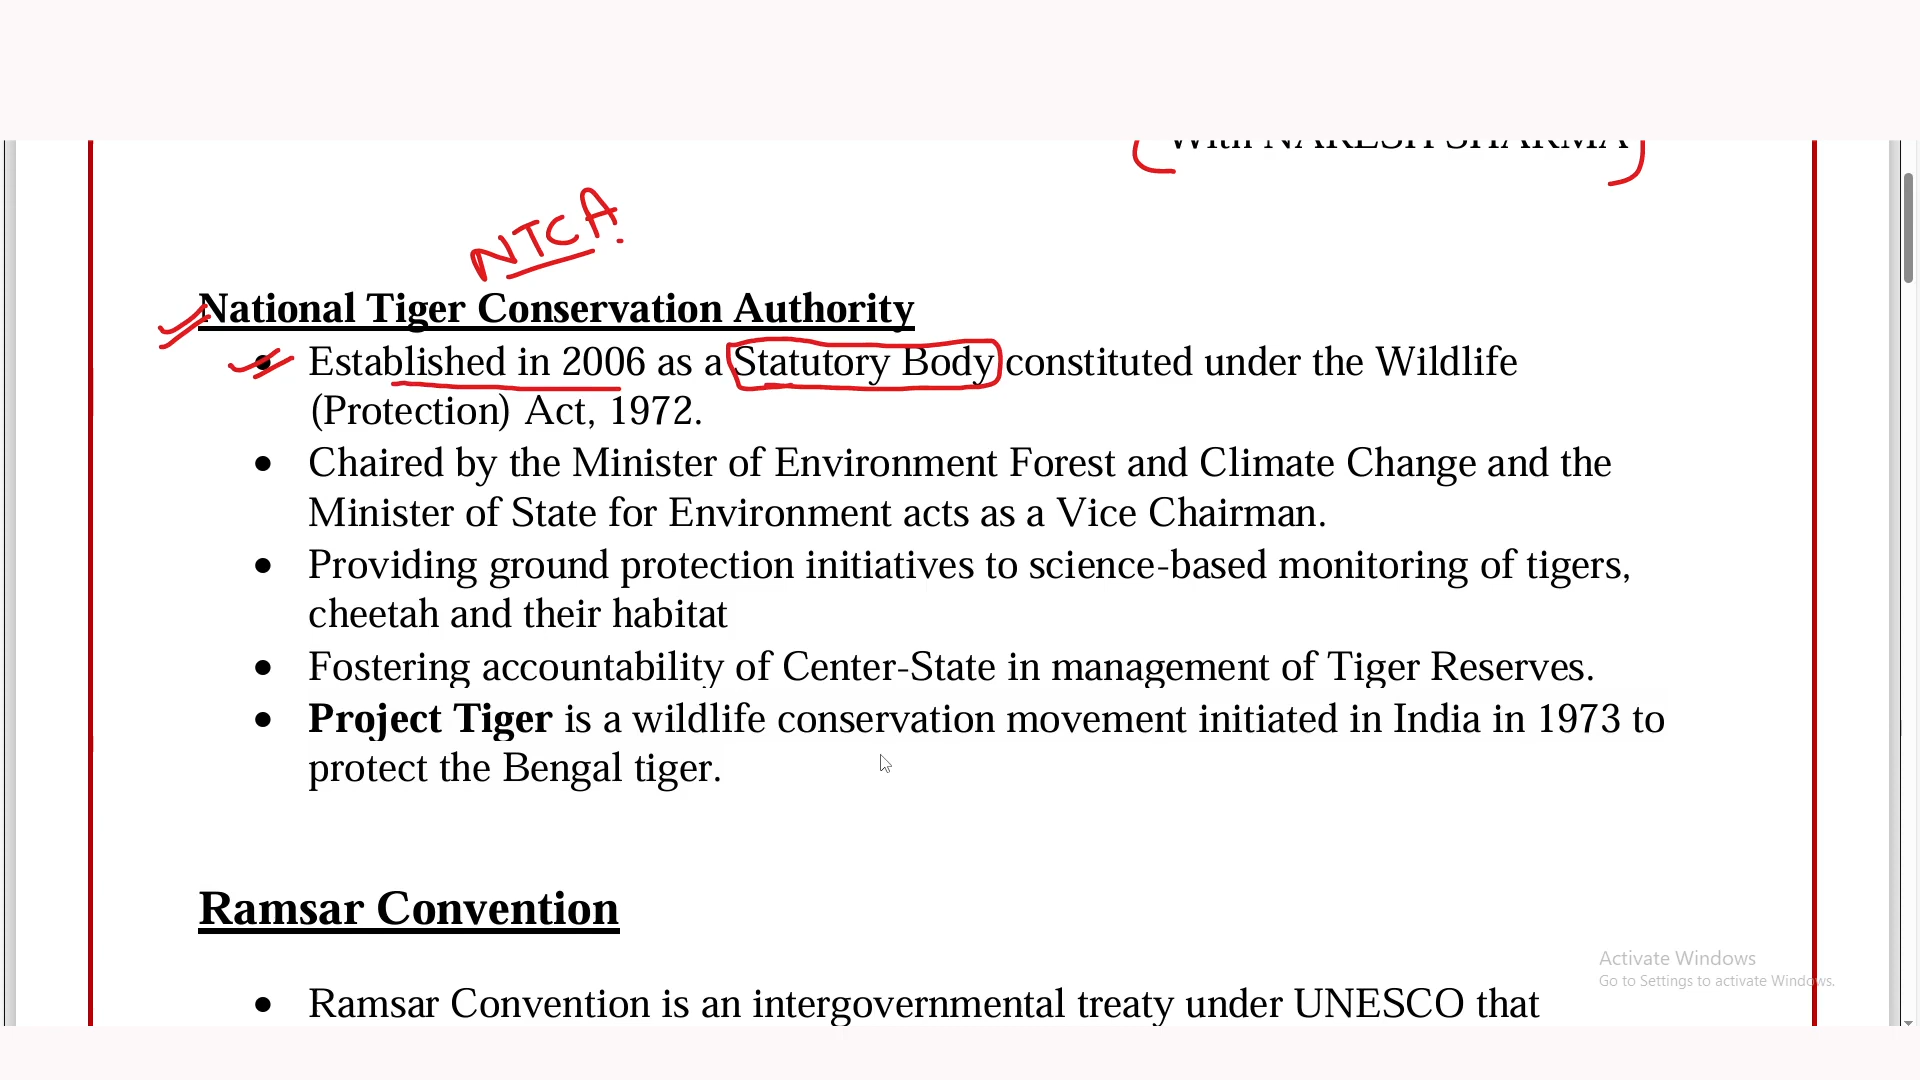 With NARESH SHARMA
NTCA
National Tiger Conservation Authority
• Established in 2006 as a Statutory Body constituted under the Wildlife
(Protection) Act, 1972.
• Chaired by the Minister of Environment Forest and Climate Change and the
Minister of State for Environment acts as a Vice Chairman.
• Providing ground protection initiatives to science-based monitoring of tigers,
cheetah and their habitat
• Fostering accountability of Center-State in management of Tiger Reserves.
• Project Tiger is a wildlife conservation movement initiated in India in 1973 to
protect the Bengal tiger.
Ramsar Convention
• Ramsar Convention is an intergovernmental treaty under UNESCO that
Activate Windows
Go to Settings to activate Windows.